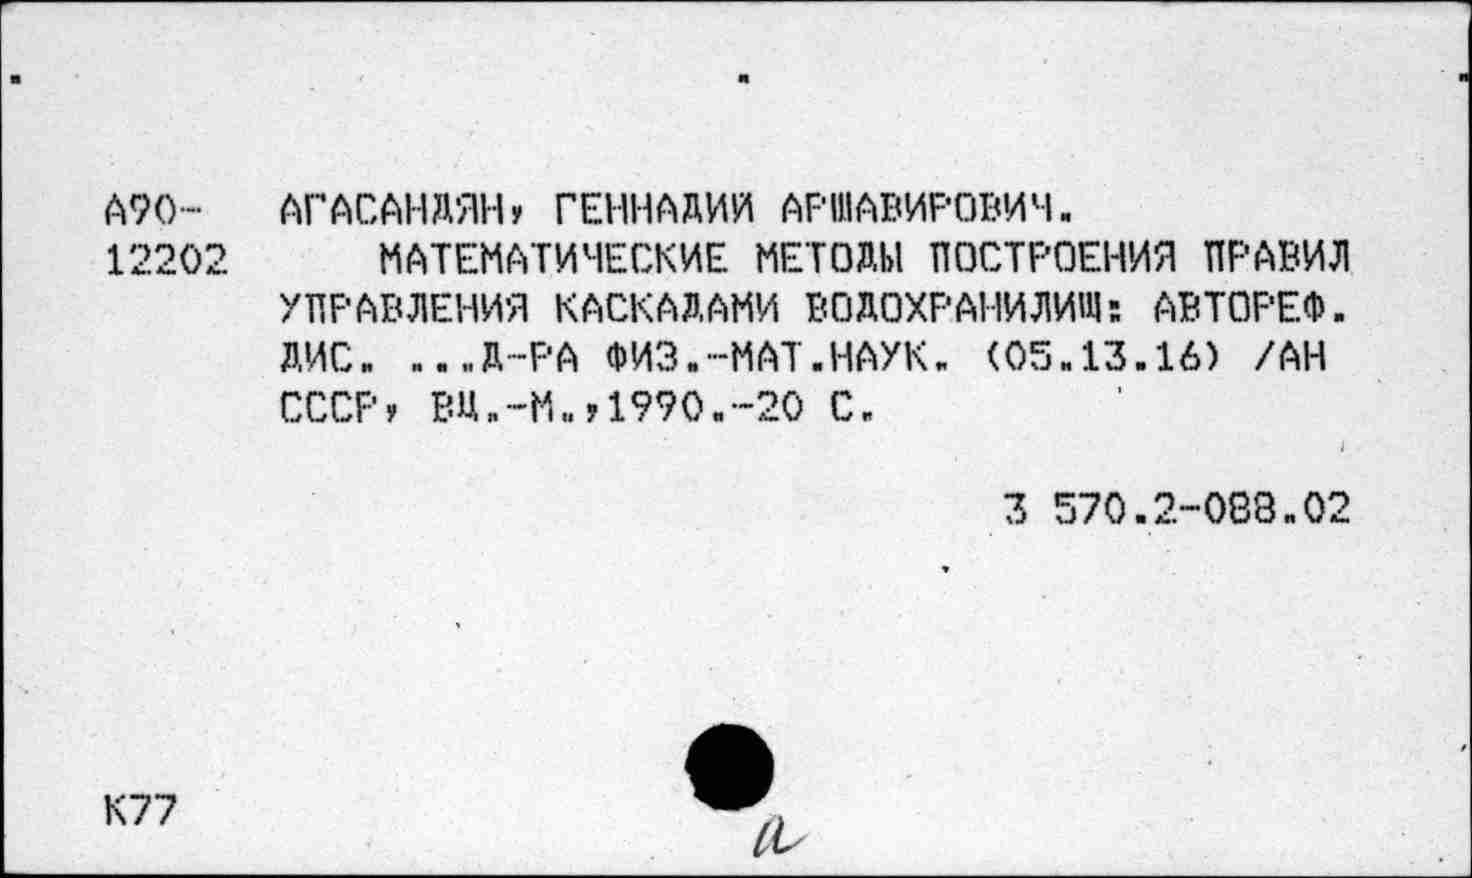 А90- АГАСАНДЯН, ГЕННАДИЙ АРШАВИРОВИЧ.
12202 МАТЕМАТИЧЕСКИЕ МЕТОДЫ ПОСТРОЕНИЯ ПРАВИЛ
УПРАВЛЕНИЯ КАСКАДАМИ ВОДОХРАНИЛИЩ: АВТОРЕФ.
ДИС. ...Д-РА ФИЗ.-МАТ.НАУК. (05.13.16) /АН
СССР, ВЦ.-М.,1990.-20 С.
3 570.2-088.02
К77
а